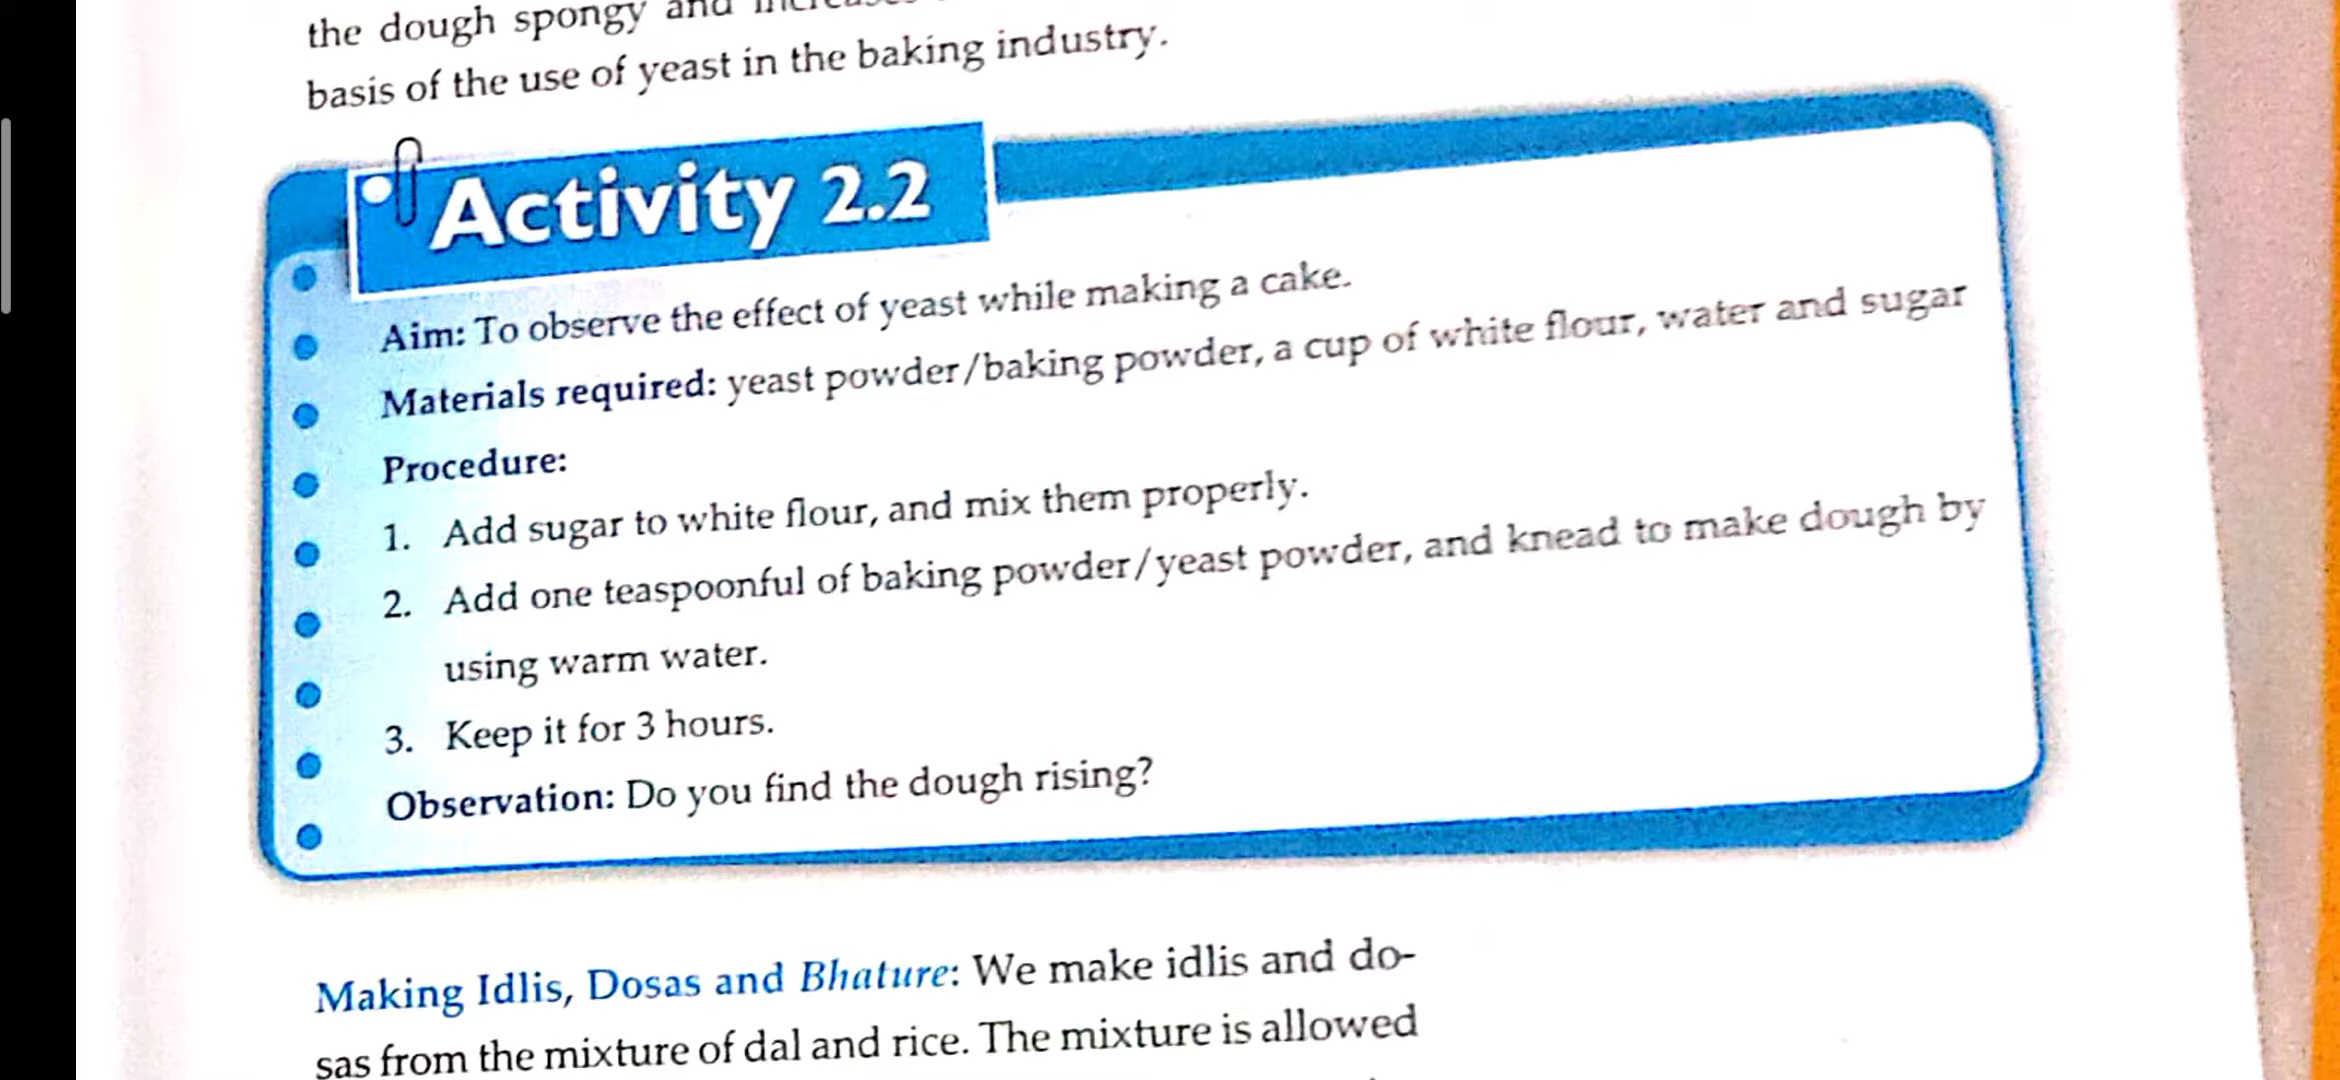 the dough spongy and
basis of the use of yeast in the baking industry.
Activity 2.2
Aim: To observe the effect of yeast while making a cake.
Materials required: yeast powder/baking powder, a cup of white flour, water and sugar
Procedure:
1. Add sugar to white flour, and mix them properly.
2. Add one teaspoonful of baking powder/yeast powder, and knead to make dough by
using warm water.
3. Keep it for 3 hours.
Observation: Do you find the dough rising?
Making Idlis, Dosas and Bhature: We make idlis and do-
sas from the mixture of dal and rice. The mixture is allowed